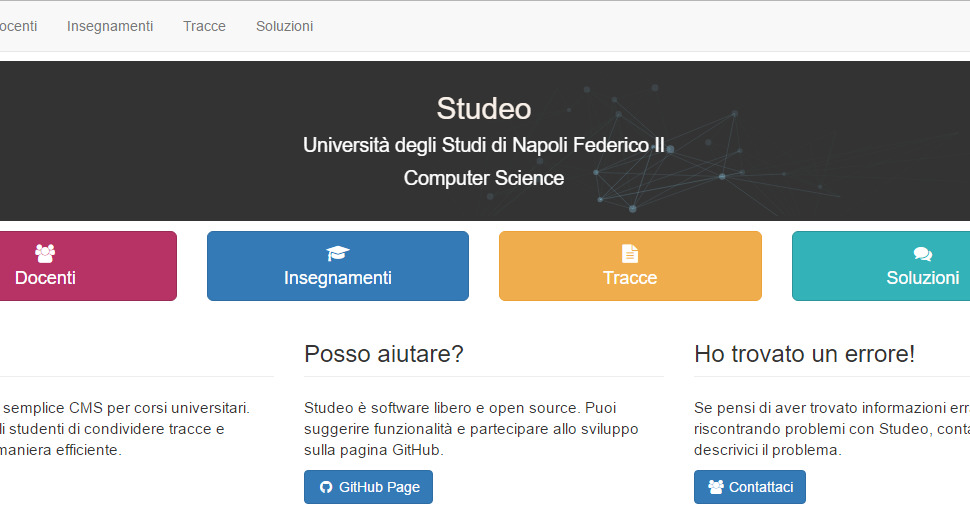 ocenti Insegnamenti Tracce Soluzioni
Studeo
Università degli Studi di Napoli Federico II
Computer Science
Docenti Insegnamenti Tracce Soluzioni
Posso aiutare? Ho trovato un errore!
semplice CMS per corsi universitari.
li studenti di condividere tracce e
maniera efficiente.
Studeo è software libero e open source. Puoi
suggerire funzionalità e partecipare allo sviluppo
sulla pagina GitHub.
GitHub Page
Se pensi di aver trovato informazioni err
riscontrando problemi con Studeo, conta
descrivici il problema.
Contattaci